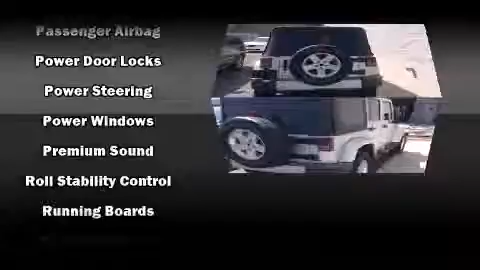 Passenger Airbag
Power Door Locks
Power Steering
Power Windows
Premium Sound
Roll Stability Control
Running Boards